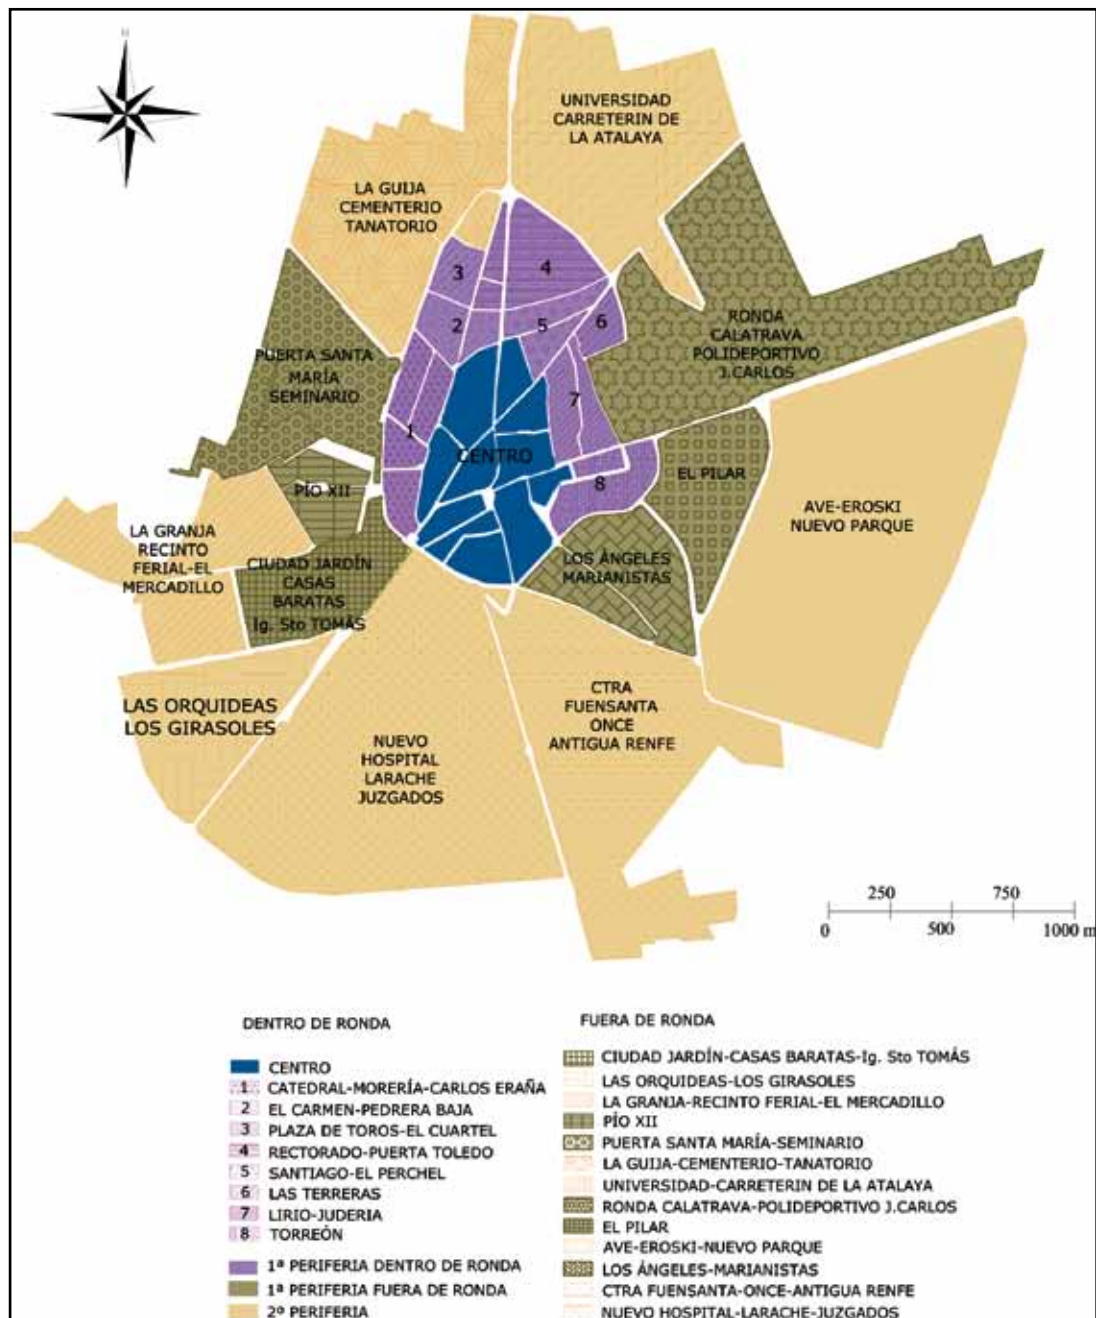 N
UNIVERSIDAD
CARRETERIN DE
LA ATALAYA
LA GUIJA
CEMENTERIO
TANATORIO
3
4
2
5
6
RONDA
CALATRAVA
POLIDEPORTIVO
J.CARLOS
PUERTA SANTA
MARÍA
SEMINARIO
7
1
CENTRO
EL PILAR
8
PÍO XII
AVE-EROSKI
NUEVO PARQUE
LA GRANJA
RECINTO
FERIAL-EL
MERCADILLO
CIUDAD JARDÍN
CASAS
BARATAS
Ig. Sto TOMÁS
LOS ÁNGELES
MARIANISTAS
LAS ORQUIDEAS
LOS GIRASOLES
CTRA
FUENSANTA
ONCE
ANTIGUA RENFE
NUEVO
HOSPITAL
LARACHE
JUZGADOS
250 750
0 500 1000 m
DENTRO DE RONDA
CENTRO
1 CATEDRAL-MORERÍA-CARLOS ERAÑA
2 EL CARMEN-PEDRERA BAJA
3 PLAZA DE TOROS-EL CUARTEL
4 RECTORADO-PUERTA TOLEDO
5 SANTIAGO-EL PERCHEL
6 LAS TERRERAS
7 LIRIO-JUDERIA
8 TORREÓN
1ª PERIFERIA DENTRO DE RONDA
1ª PERIFERIA FUERA DE RONDA
2º PERIFERIA
FUERA DE RONDA
CIUDAD JARDÍN-CASAS BARATAS-Ig. Sto TOMÁS
LAS ORQUIDEAS-LOS GIRASOLES
LA GRANJA-RECINTO FERIAL-EL MERCADILLO
PÍO XII
PUERTA SANTA MARÍA-SEMINARIO
LA GUIJA-CEMENTERIO-TANATORIO
UNIVERSIDAD-CARRETERIN DE LA ATALAYA
RONDA CALATRAVA-POLIDEPORTIVO J.CARLOS
EL PILAR
AVE-EROSKI-NUEVO PARQUE
LOS ÁNGELES-MARIANISTAS
CTRA FUENSANTA-ONCE-ANTIGUA RENFE
NUEVO HOSPITAL-LARACHE-JUZGADOS